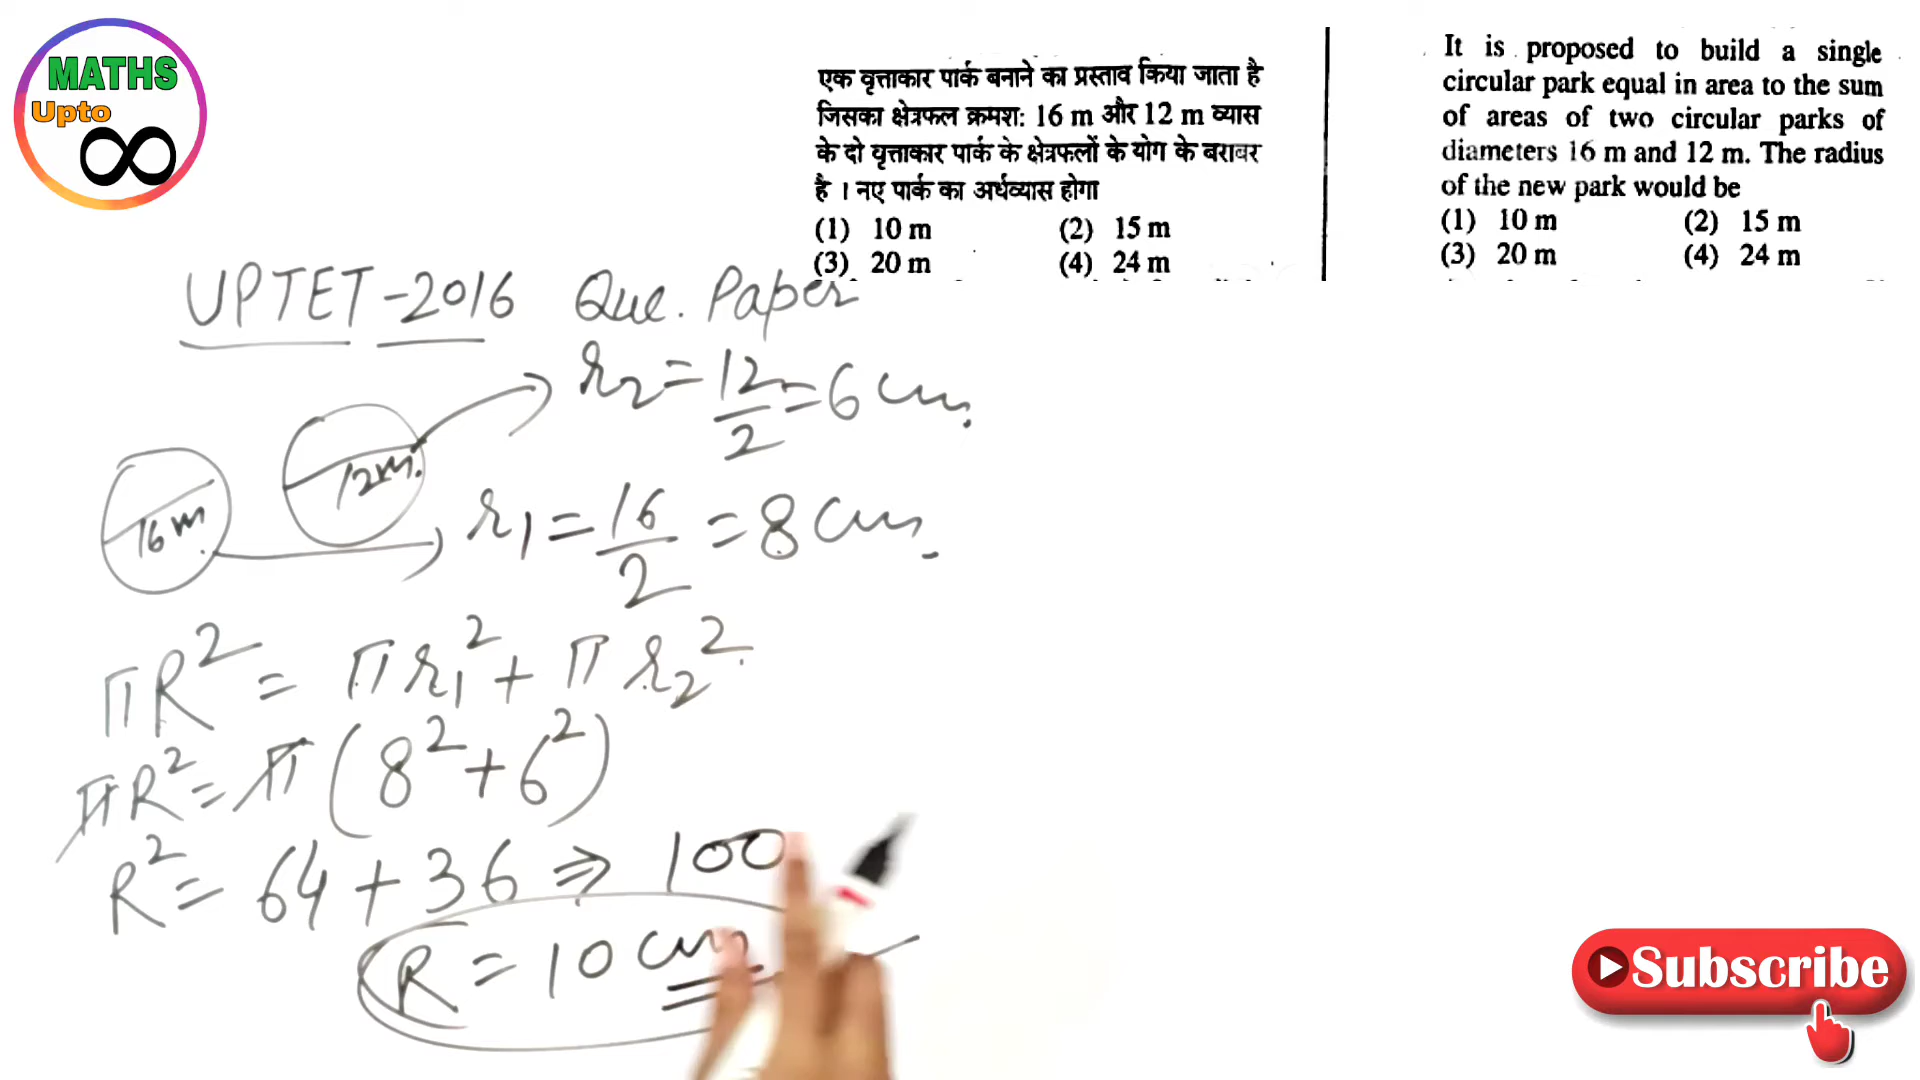 MATHS
Upto
∞
एक वृत्ताकार पार्क बनाने का प्रस्ताव किया जाता है
जिसका क्षेत्रफल क्रमश: 16 m और 12 m व्यास
के दो वृत्ताकार पार्क के क्षेत्रफलों के योग के बराबर
है । नए पार्क का अर्धव्यास होगा
(1) 10 m (2) 15 m
(3) 20 m (4) 24 m
It is proposed to build a single
circular park equal in area to the sum
of areas of two circular parks of
diameters 16 m and 12 m. The radius
of the new park would be
(1) 10 m (2) 15 m
(3) 20 m (4) 24 m
UPTET-2016 Que. Paper
r₂ = 12/2 = 6 cm.
12m.
16m.
r₁ = 16/2 = 8 cm.
πR² = πr₁² + πr₂².
πR² = π(8² + 6²)
R² = 64 + 36 ⇒ 100
R = 10 cm
Subscribe